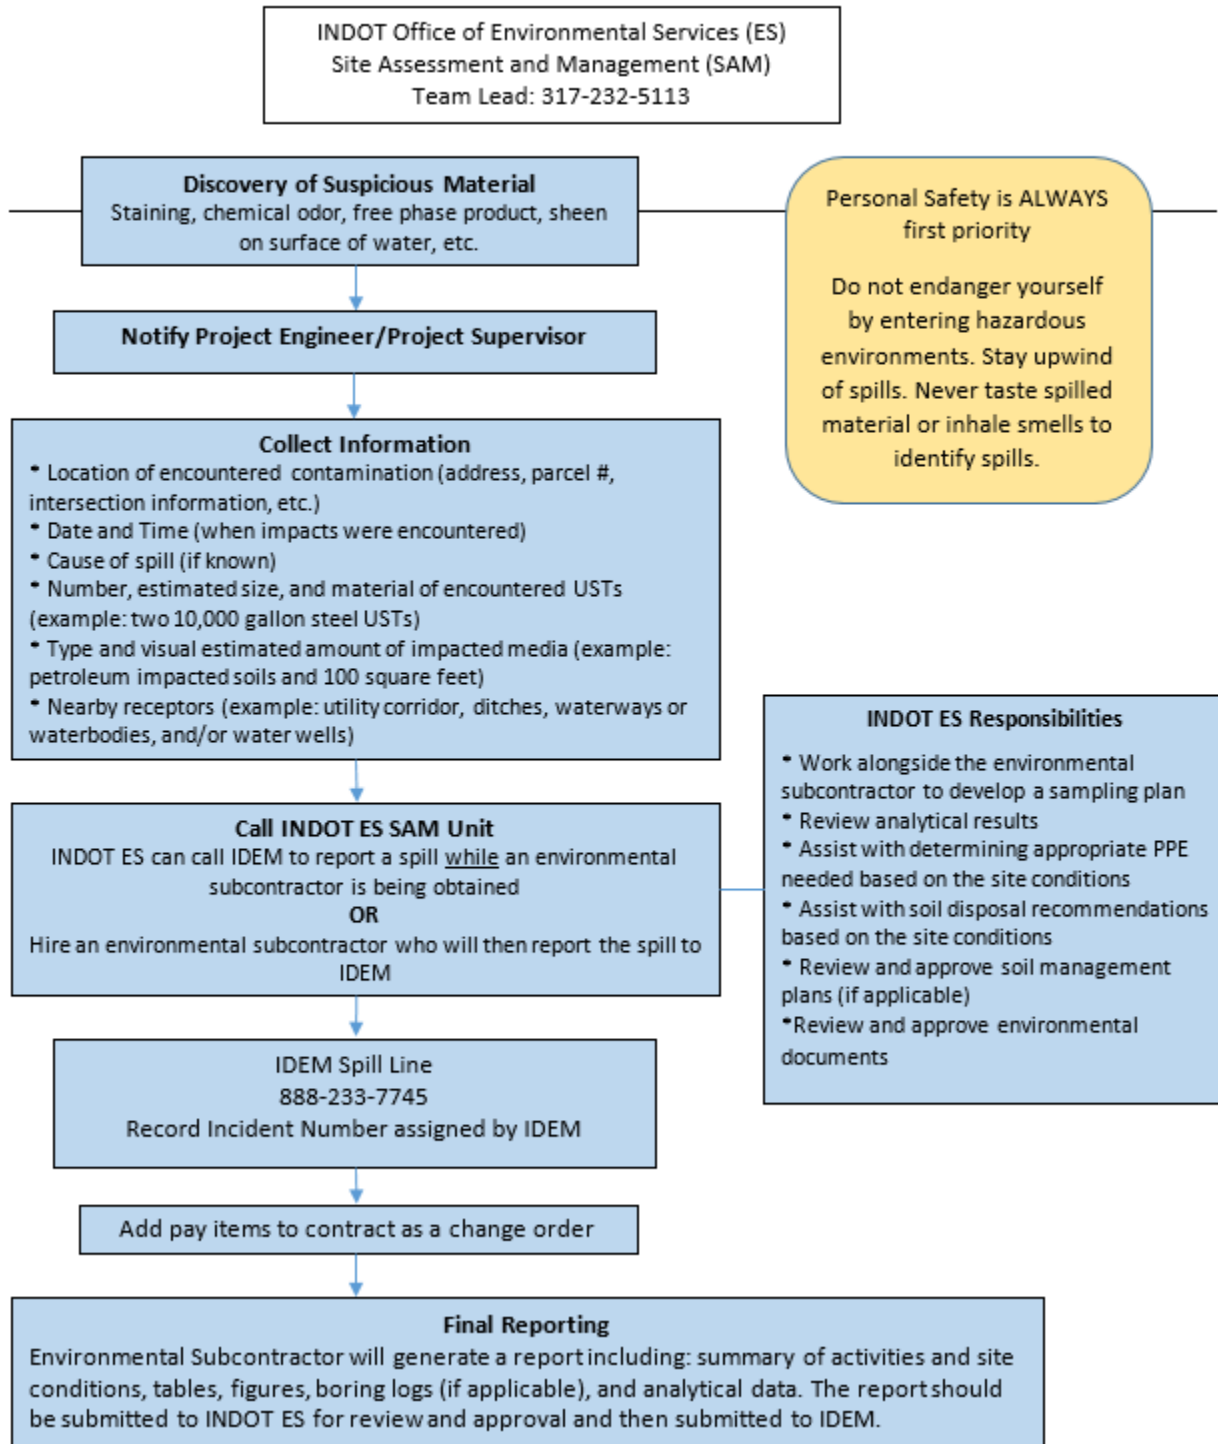 INDOT Office of Environmental Services (ES)
Site Assessment and Management (SAM)
Team Lead: 317-232-5113
Discovery of Suspicious Material
Staining, chemical odor, free phase product, sheen
on surface of water, etc.
Personal Safety is ALWAYS
first priority
Do not endanger yourself
by entering hazardous
environments. Stay upwind
of spills. Never taste spilled
material or inhale smells to
identify spills.
Notify Project Engineer/Project Supervisor
Collect Information
* Location of encountered contamination (address, parcel #,
intersection information, etc.)
* Date and Time (when impacts were encountered)
* Cause of spill (if known)
* Number, estimated size, and material of encountered USTs
(example: two 10,000 gallon steel USTs)
* Type and visual estimated amount of impacted media (example:
petroleum impacted soils and 100 square feet)
* Nearby receptors (example: utility corridor, ditches, waterways or
waterbodies, and/or water wells)
Call INDOT ES SAM Unit
INDOT ES can call IDEM to report a spill while an environmental
subcontractor is being obtained
OR
Hire an environmental subcontractor who will then report the spill to
IDEM
INDOT ES Responsibilities
* Work alongside the environmental
subcontractor to develop a sampling plan
* Review analytical results
* Assist with determining appropriate PPE
needed based on the site conditions
* Assist with soil disposal recommendations
based on the site conditions
* Review and approve soil management
plans (if applicable)
*Review and approve environmental
documents
IDEM Spill Line
888-233-7745
Record Incident Number assigned by IDEM
Add pay items to contract as a change order
Final Reporting
Environmental Subcontractor will generate a report including: summary of activities and site
conditions, tables, figures, boring logs (if applicable), and analytical data. The report should
be submitted to INDOT ES for review and approval and then submitted to IDEM.